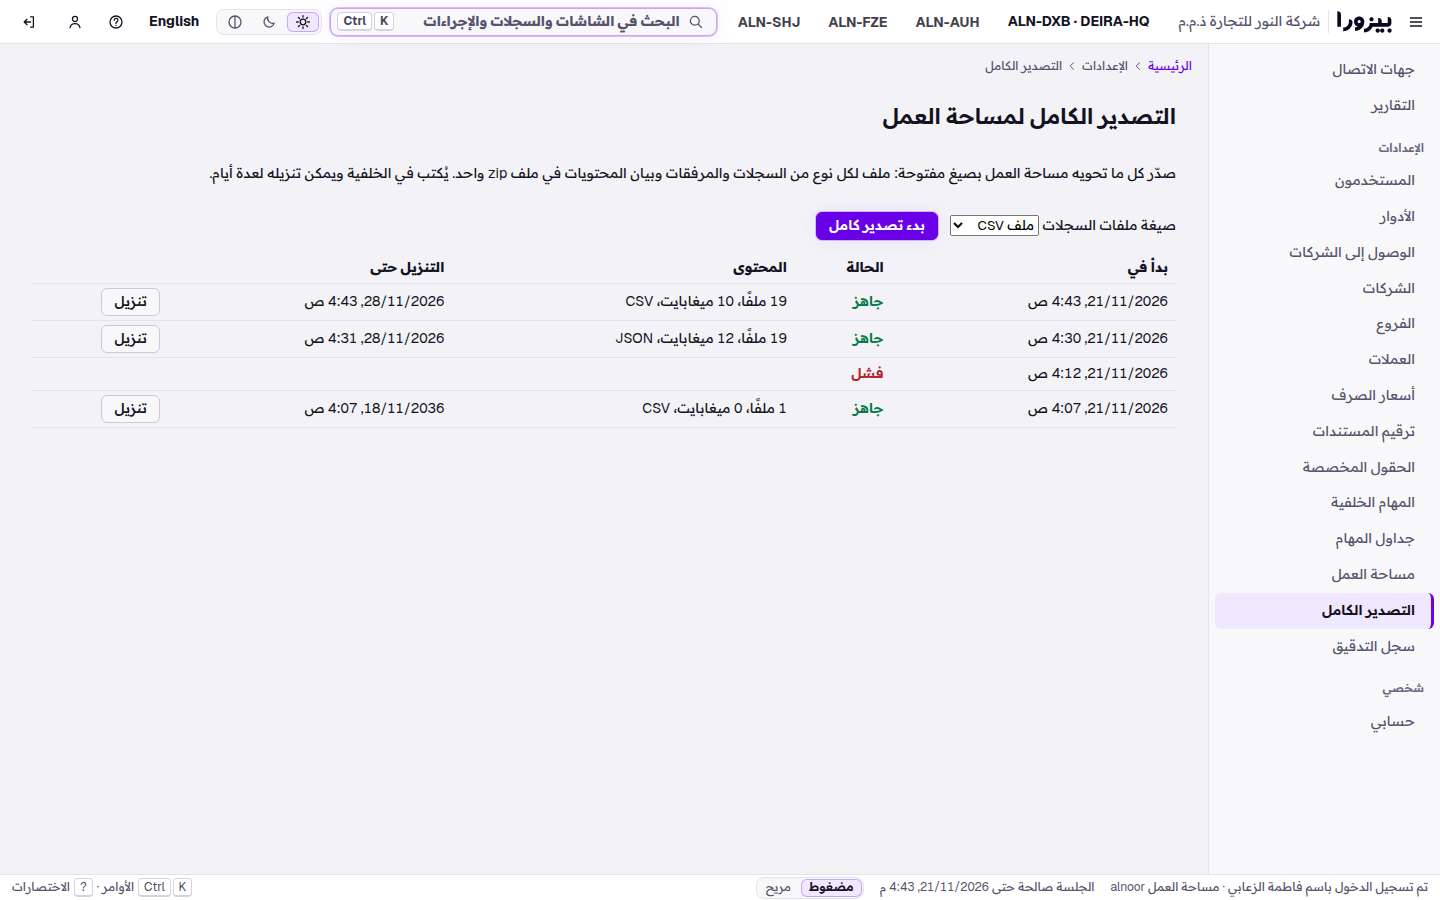 بيزورا
شركة النور للتجارة ذ.م.م
ALN-DXB · DEIRA-HQ
ALN-AUH
ALN-FZE
ALN-SHJ
البحث في الشاشات والسجلات والإجراءات
Ctrl K
English
جهات الاتصال
التقارير
الإعدادات
المستخدمون
الأدوار
الوصول إلى الشركات
الشركات
الفروع
العملات
أسعار الصرف
ترقيم المستندات
الحقول المخصصة
المهام الخلفية
جداول المهام
مساحة العمل
التصدير الكامل
سجل التدقيق
شخصي
حسابي
الرئيسية
الإعدادات
التصدير الكامل
التصدير الكامل لمساحة العمل
صدّر كل ما تحويه مساحة العمل بصيغ مفتوحة: ملف لكل نوع من السجلات والمرفقات وبيان المحتويات في ملف zip واحد. يُكتب في الخلفية ويمكن تنزيله لعدة أيام.
صيغة ملفات السجلات ملف CSV بدء تصدير كامل
بدأ في الحالة المحتوى التنزيل حتى
21/11/2026, 4:43 ص جاهز 19 ملفًا، 10 ميغابايت، CSV 28/11/2026, 4:43 ص تنزيل
21/11/2026, 4:30 ص جاهز 19 ملفًا، 12 ميغابايت، JSON 28/11/2026, 4:31 ص تنزيل
21/11/2026, 4:12 ص فشل
21/11/2026, 4:07 ص جاهز 1 ملفًا، 0 ميغابايت، CSV 18/11/2036, 4:07 ص تنزيل
تم تسجيل الدخول باسم فاطمة الزعابي · مساحة العمل alnoor
الجلسة صالحة حتى 21/11/2026, 4:43 م
مضغوط مريح
Ctrl K الأوامر · ? الاختصارات